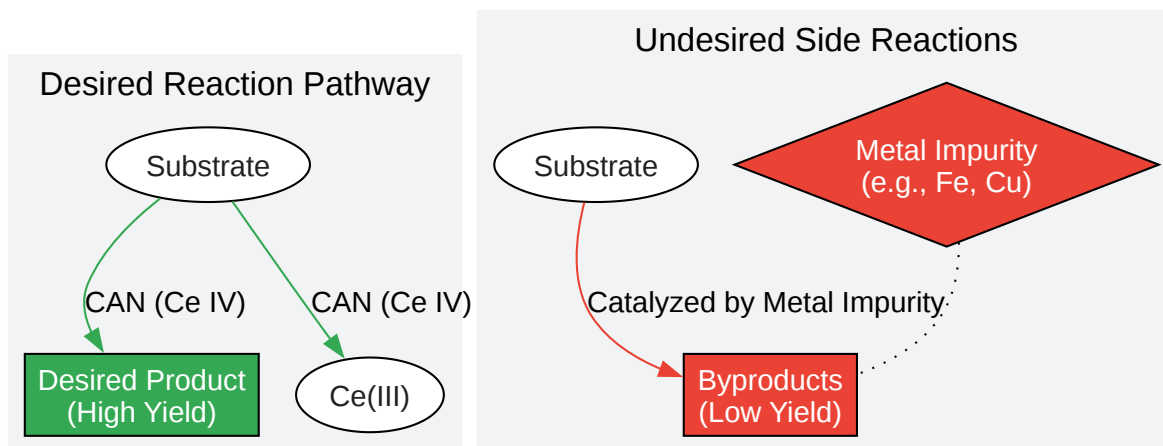 Desired Reaction Pathway
Substrate
CAN (Ce IV)
CAN (Ce IV)
Desired Product
(High Yield)
Ce(III)
Undesired Side Reactions
Substrate
Metal Impurity
(e.g., Fe, Cu)
Catalyzed by Metal Impurity
Byproducts
(Low Yield)